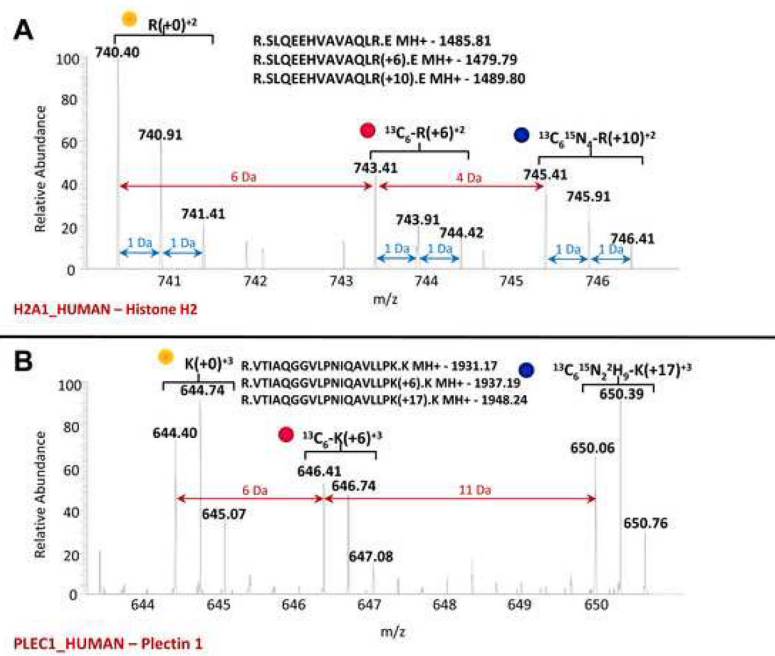 A
R(+0)+2
R.SLQEEHVAVAQLR.E MH+ - 1485.81
R.SLQEEHVAVAQLR(+6).E MH+ - 1479.79
R.SLQEEHVAVAQLR(+10).E MH+ - 1489.80
740.40
740.91
741.41
¹³C₆-R(+6)⁺²
743.41
743.91
744.42
¹³C₆¹⁵N₄-R(+10)⁺²
745.41
745.91
746.41
6 Da
4 Da
1 Da
1 Da
1 Da
1 Da
1 Da
1 Da
Relative Abundance
100
80
60
40
20
0
741
742
743
744
745
746
m/z
H2A1_HUMAN – Histone H2
B
K(+0)⁺³
R.VTIAQGGVLPNIQAVLLPK.K MH+ - 1931.17
R.VTIAQGGVLPNIQAVLLPK(+6).K MH+ - 1937.19
R.VTIAQGGVLPNIQAVLLPK(+17).K MH+ - 1948.24
644.40
644.74
645.07
¹³C₆-K(+6)⁺³
646.41
646.74
647.08
¹³C₆¹⁵N₂²H₉-K(+17)⁺³
650.39
650.06
650.76
6 Da
11 Da
Relative Abundance
100
80
60
40
20
0
644
645
646
647
648
649
650
m/z
PLEC1_HUMAN – Plectin 1